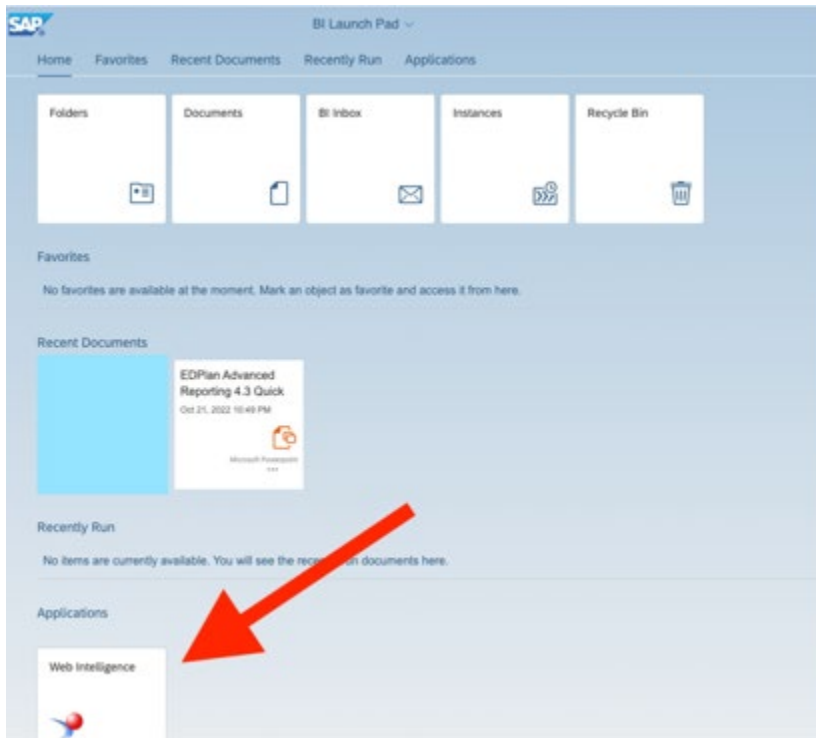 SAP
BI Launch Pad
Home Favorites Recent Documents Recently Run Applications
Folders
Documents
BI Inbox
Instances
Recycle Bin
Favorites
No favorites are available at the moment. Mark an object as favorite and access it from here.
Recent Documents
EDPlan Advanced
Reporting 4.3 Quick
Oct 21, 2022 10:49 PM
Microsoft Powerpoint
Recently Run
No items are currently available. You will see the documents here.
Applications
Web Intelligence